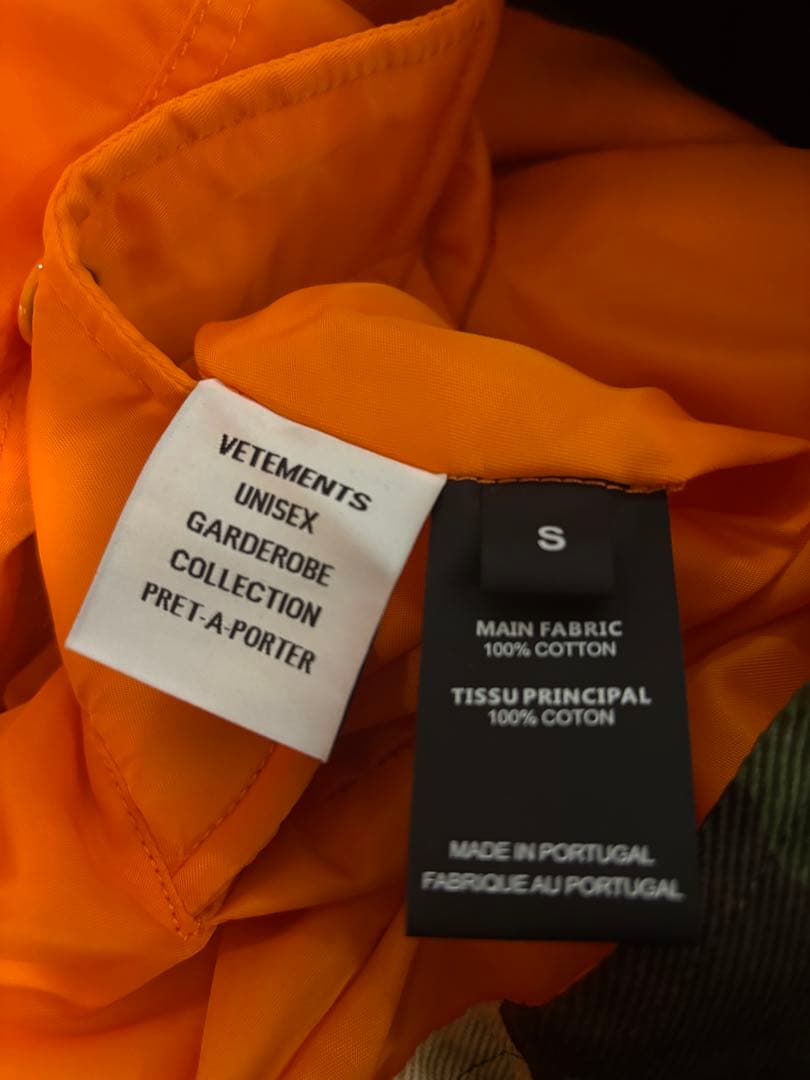 VETEMENTS
UNISEX
GARDEROBE
COLLECTION
PRET-A-PORTER
S
MAIN FABRIC
100% COTTON
TISSU PRINCIPAL
100% COTON
MADE IN PORTUGAL
FABRIQUE AU PORTUGAL